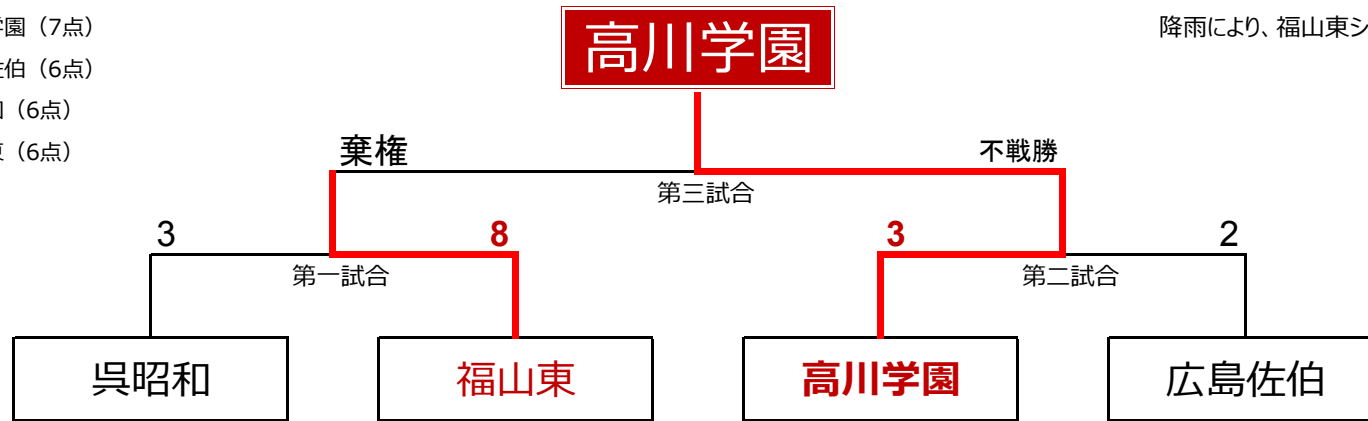 学園（7点）
高川学園
降雨により、福山東シ
佐伯（6点）
（6点）
東（6点）
棄権
不戦勝
第三試合
3
8
3
2
第一試合
第二試合
呉昭和
福山東
高川学園
広島佐伯